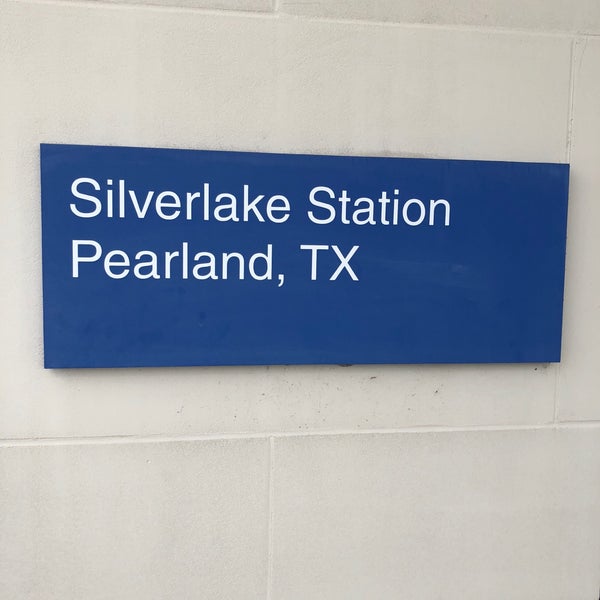 Silverlake Station
Pearland, TX